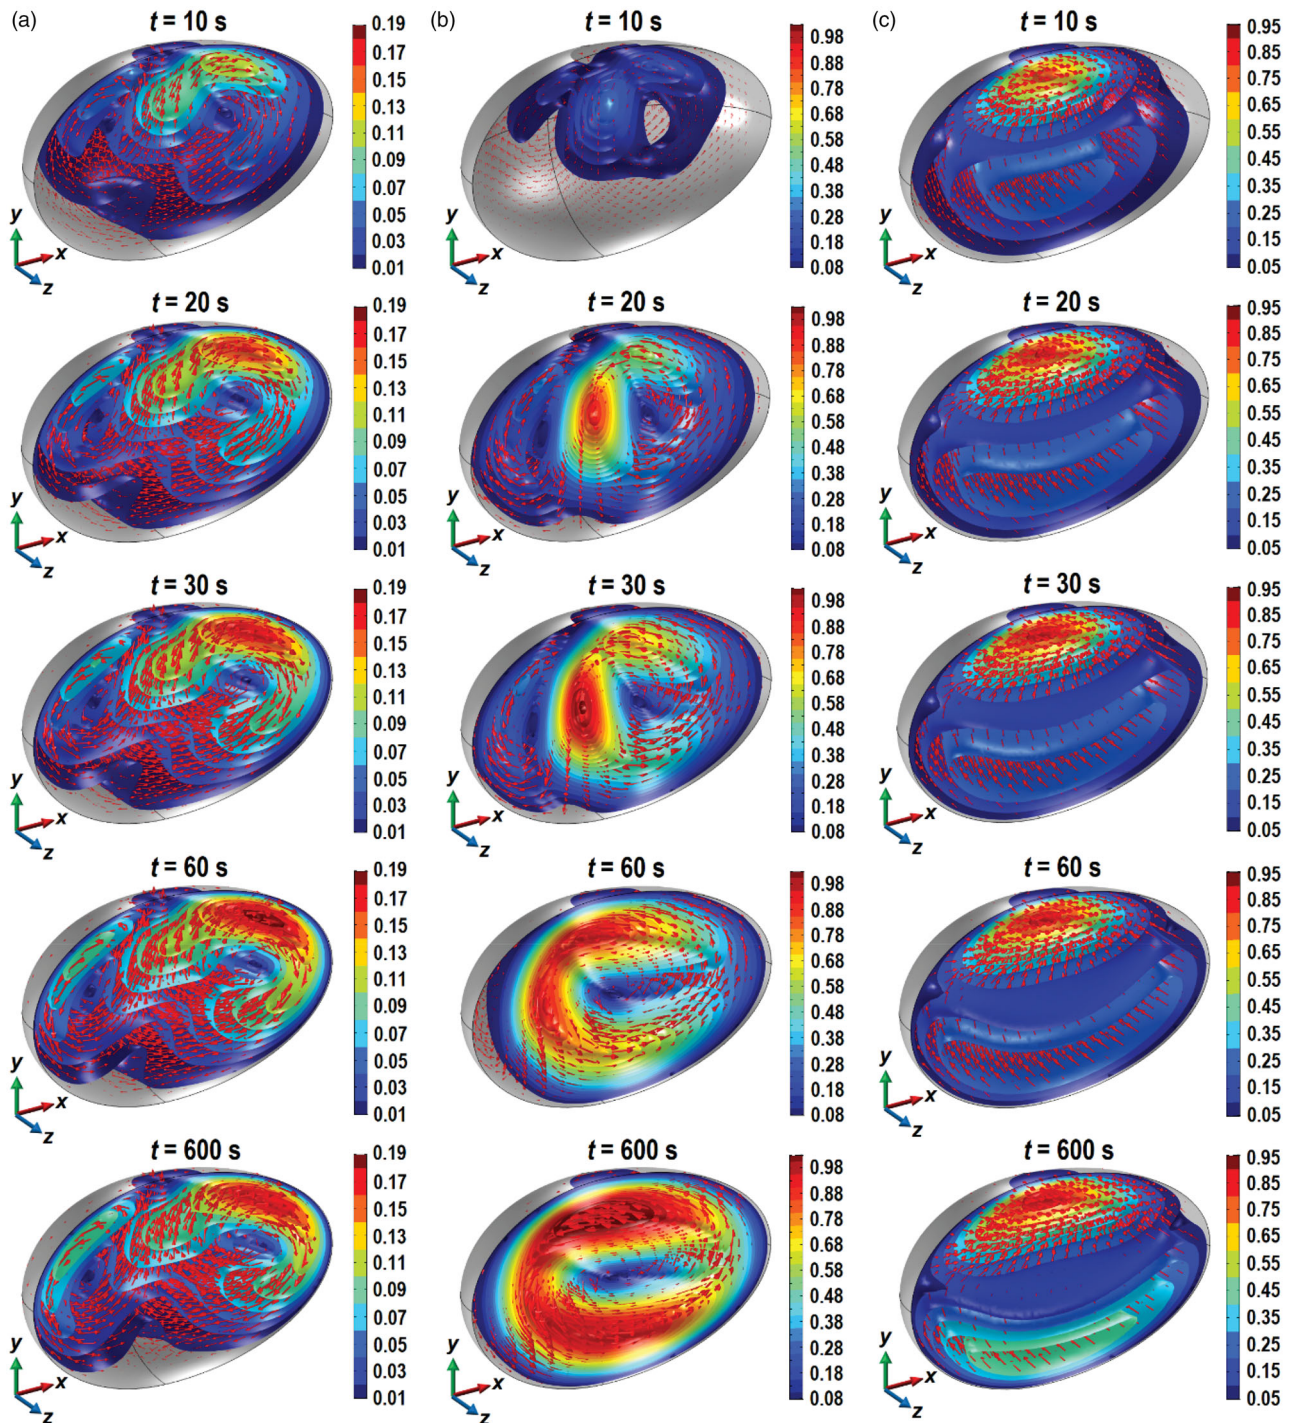 (a)
t = 10 s
0.19
0.17
0.15
0.13
0.11
0.09
0.07
0.05
0.03
0.01
y
x
z
(b)
t = 10 s
0.98
0.88
0.78
0.68
0.58
0.48
0.38
0.28
0.18
0.08
y
x
z
(c)
t = 10 s
0.95
0.85
0.75
0.65
0.55
0.45
0.35
0.25
0.15
0.05
y
x
z
t = 20 s
0.19
0.17
0.15
0.13
0.11
0.09
0.07
0.05
0.03
0.01
y
x
z
t = 20 s
0.98
0.88
0.78
0.68
0.58
0.48
0.38
0.28
0.18
0.08
y
x
z
t = 20 s
0.95
0.85
0.75
0.65
0.55
0.45
0.35
0.25
0.15
0.05
y
x
z
t = 30 s
0.19
0.17
0.15
0.13
0.11
0.09
0.07
0.05
0.03
0.01
y
x
z
t = 30 s
0.98
0.88
0.78
0.68
0.58
0.48
0.38
0.28
0.18
0.08
y
x
z
t = 30 s
0.95
0.85
0.75
0.65
0.55
0.45
0.35
0.25
0.15
0.05
y
x
z
t = 60 s
0.19
0.17
0.15
0.13
0.11
0.09
0.07
0.05
0.03
0.01
y
x
z
t = 60 s
0.98
0.88
0.78
0.68
0.58
0.48
0.38
0.28
0.18
0.08
y
x
z
t = 60 s
0.95
0.85
0.75
0.65
0.55
0.45
0.35
0.25
0.15
0.05
y
x
z
t = 600 s
0.19
0.17
0.15
0.13
0.11
0.09
0.07
0.05
0.03
0.01
y
x
z
t = 600 s
0.98
0.88
0.78
0.68
0.58
0.48
0.38
0.28
0.18
0.08
y
x
z
t = 600 s
0.95
0.85
0.75
0.65
0.55
0.45
0.35
0.25
0.15
0.05
y
x
z